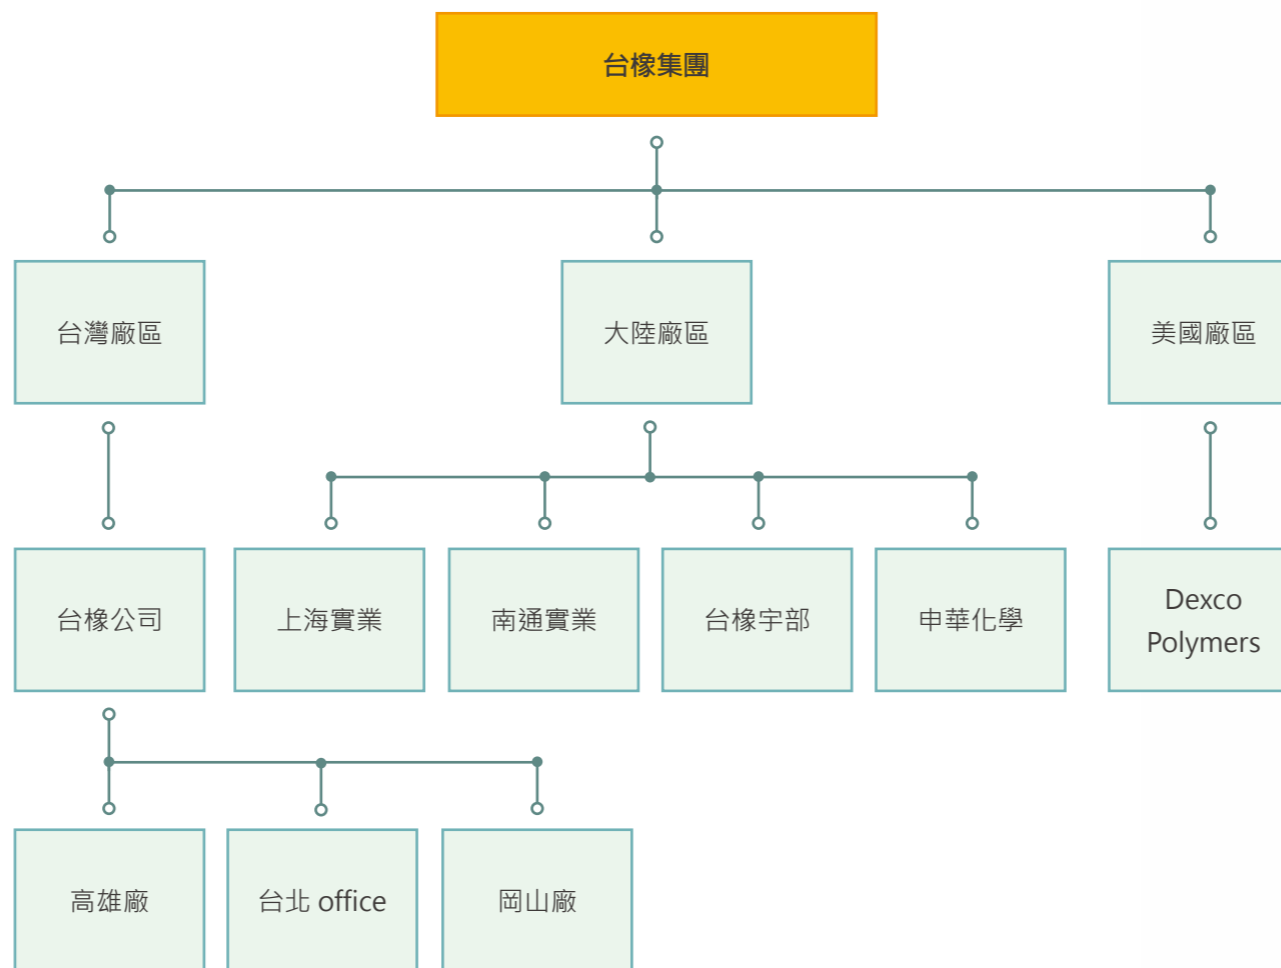 台橡集團
台灣廠區
大陸廠區
美國廠區
台橡公司
上海實業
南通實業
台橡宇部
申華化學
Dexco
Polymers
高雄廠
台北 office
岡山廠